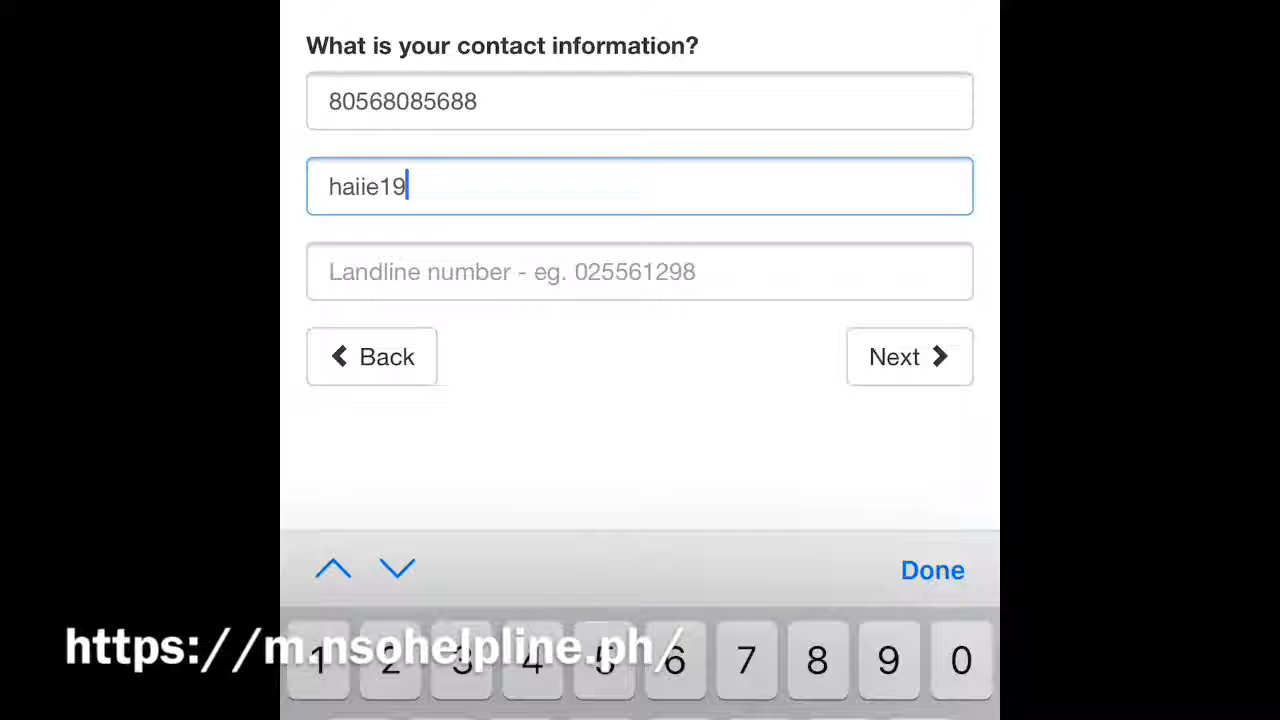 What is your contact information?
80568085688
haiie19
Landline number - eg. 025561298
Back
Next
Done
https://m.nsohelpline.ph/
1 2 3 4 5 6 7 8 9 0